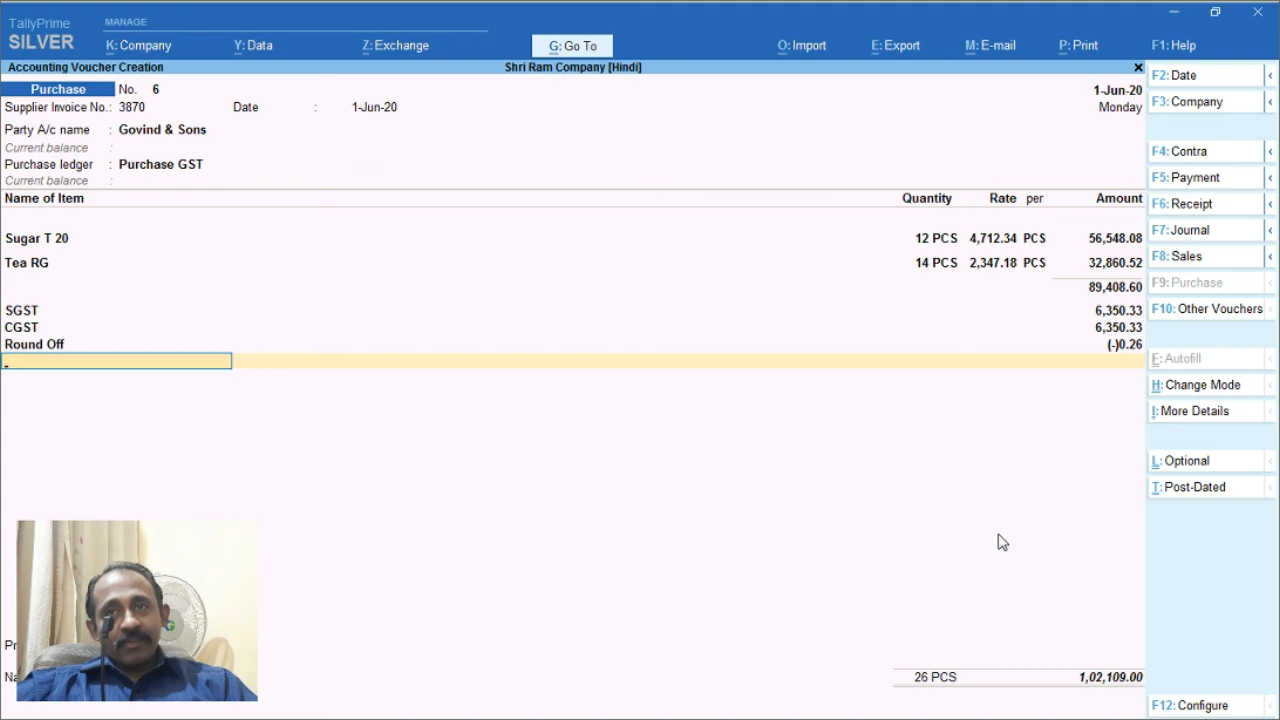 TallyPrime
SILVER
MANAGE
K: Company
Y: Data
Z: Exchange
G: Go To
O: Import
E: Export
M: E-mail
P: Print
F1: Help
Accounting Voucher Creation
Shri Ram Company [Hindi]
Purchase No. 6
1-Jun-20
Supplier Invoice No.: 3870 Date : 1-Jun-20
Monday
Party A/c name : Govind & Sons
Current balance :
Purchase ledger : Purchase GST
Current balance :
Name of Item Quantity Rate per Amount
Sugar T 20 12 PCS 4,712.34 PCS 56,548.08
Tea RG 14 PCS 2,347.18 PCS 32,860.52
89,408.60
SGST 6,350.33
CGST 6,350.33
Round Off (-)0.26
Pr
Na
26 PCS 1,02,109.00
F2: Date
F3: Company
F4: Contra
F5: Payment
F6: Receipt
F7: Journal
F8: Sales
F9: Purchase
F10: Other Vouchers
E: Autofill
H: Change Mode
I: More Details
L: Optional
T: Post-Dated
F12: Configure